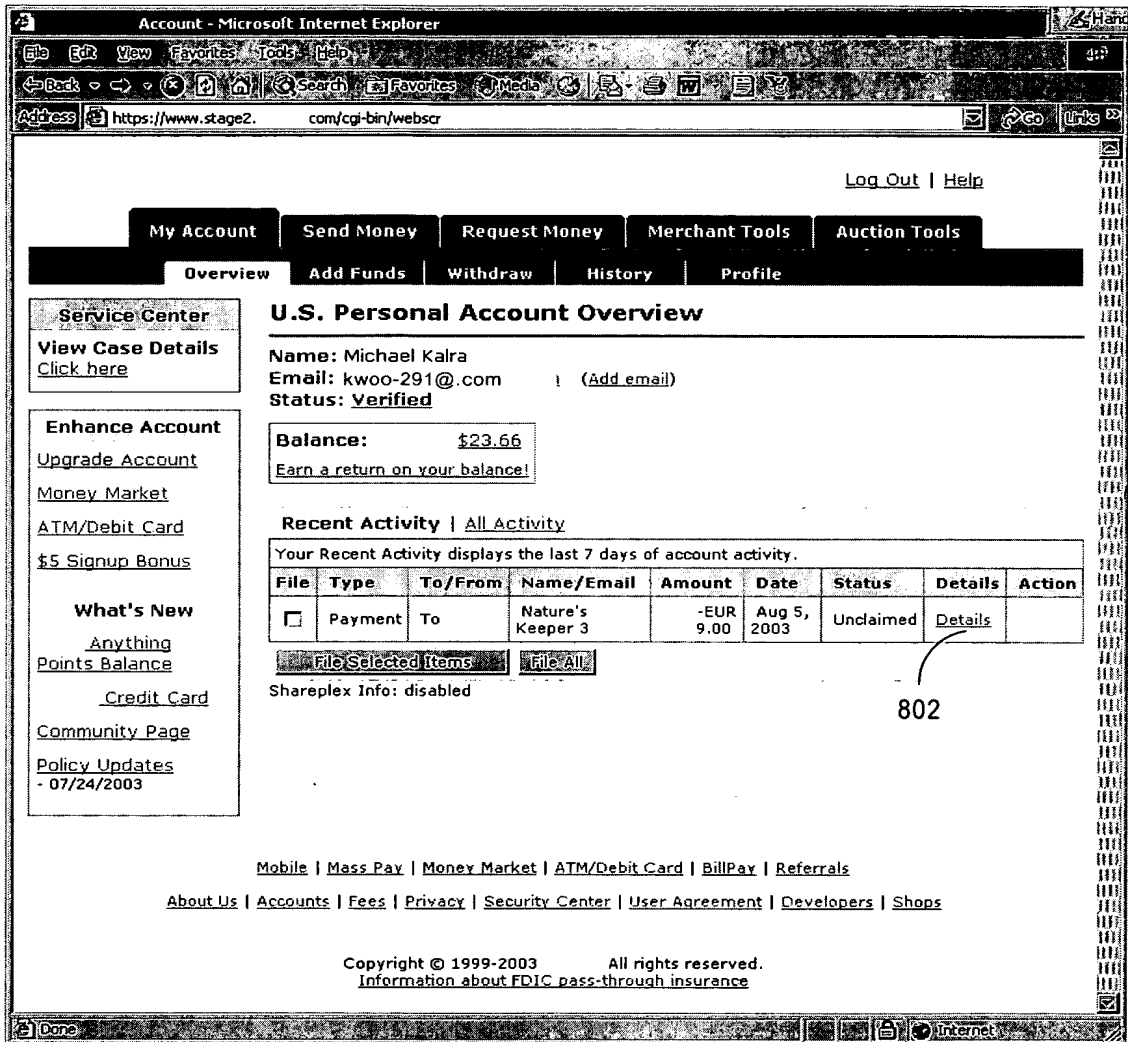 Account - Microsoft Internet Explorer
Hand
File Edit View Favorites Tools Help
Back Search Favorites Media
Address https://www.stage2. com/cgi-bin/webscr Go Links »
Log Out | Help
My Account Send Money Request Money Merchant Tools Auction Tools
Overview Add Funds Withdraw History Profile
Service Center
View Case Details
Click here
Enhance Account
Upgrade Account
Money Market
ATM/Debit Card
$5 Signup Bonus
What's New
Anything
Points Balance
Credit Card
Community Page
Policy Updates
- 07/24/2003
U.S. Personal Account Overview
Name: Michael Kalra
Email: kwoo-291@.com (Add email)
Status: Verified
Balance: $23.66
Earn a return on your balance!
Recent Activity | All Activity
Your Recent Activity displays the last 7 days of account activity.
File Type To/From Name/Email Amount Date Status Details Action
Payment To Nature's Keeper 3 -EUR 9.00 Aug 5, 2003 Unclaimed Details
File Selected Items File All
Shareplex Info: disabled
802
Mobile | Mass Pay | Money Market | ATM/Debit Card | BillPay | Referrals
About Us | Accounts | Fees | Privacy | Security Center | User Agreement | Developers | Shops
Copyright © 1999-2003 All rights reserved.
Information about FDIC pass-through insurance
Done Internet